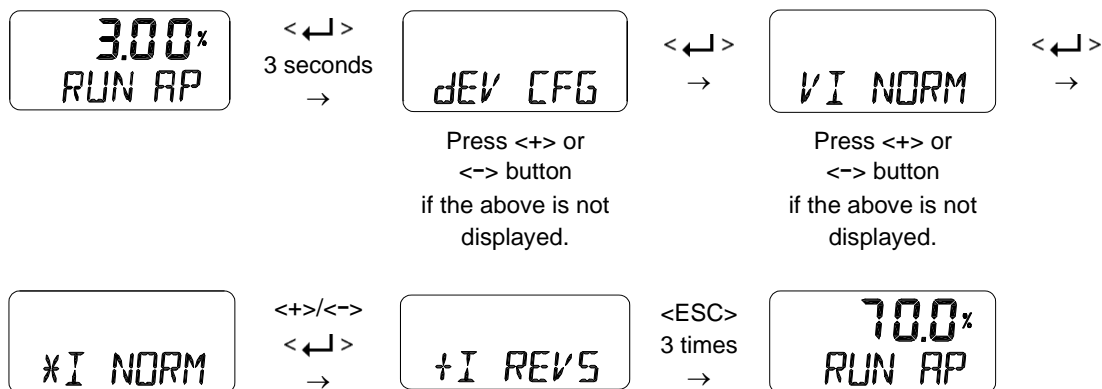 3.00%
RUN AP
< ↵ >
3 seconds
→
dEV CFG
Press <+> or
<-> button
if the above is not
displayed.
< ↵ >
→
VI NORM
Press <+> or
<-> button
if the above is not
displayed.
< ↵ >
→
*I NORM
<+>/<->
< ↵ >
→
+I REVS
<ESC>
3 times
→
70.0%
RUN AP